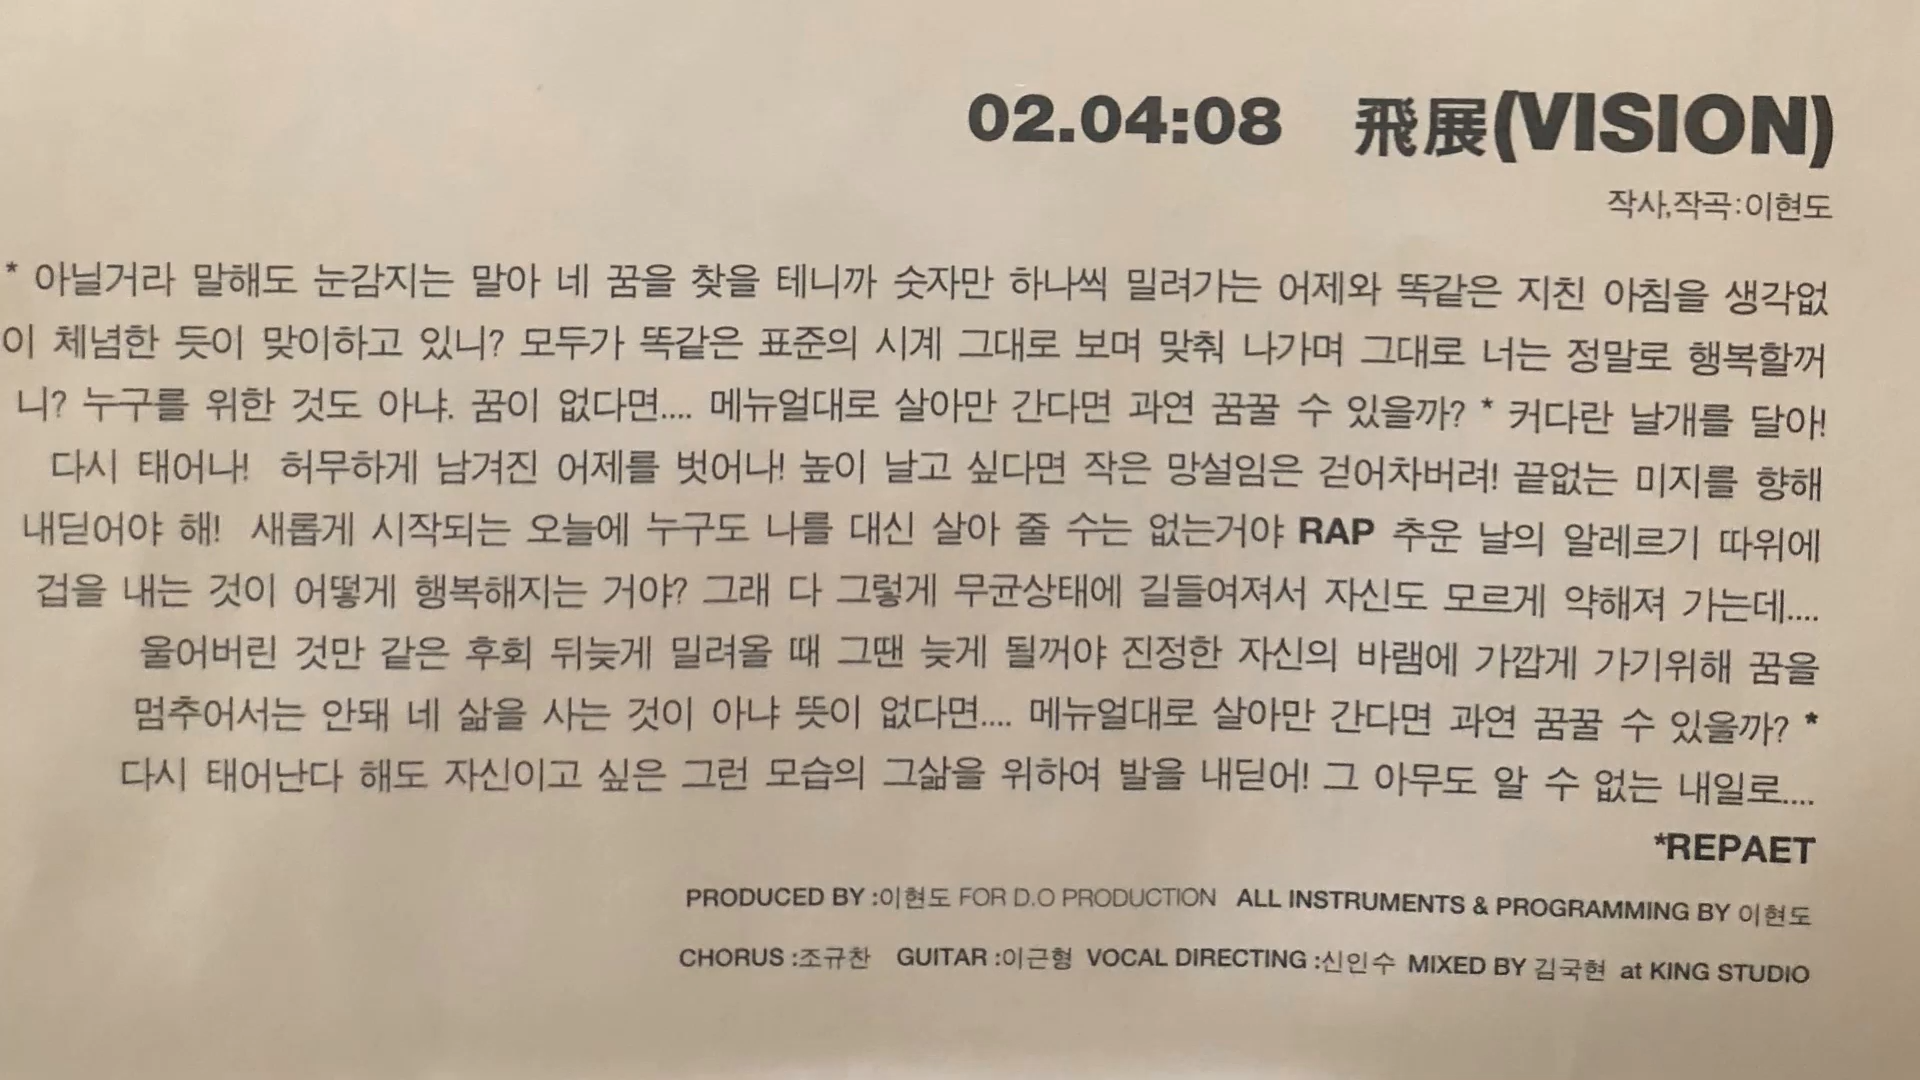 02.04:08 飛展(VISION)
작사,작곡:이현도
* 아닐거라 말해도 눈감지는 말아 네 꿈을 찾을 테니까 숫자만 하나씩 밀려가는 어제와 똑같은 지친 아침을 생각없
이 체념한 듯이 맞이하고 있니? 모두가 똑같은 표준의 시계 그대로 보며 맞춰 나가며 그대로 너는 정말로 행복할꺼
니? 누구를 위한 것도 아냐. 꿈이 없다면.... 메뉴얼대로 살아만 간다면 과연 꿈꿀 수 있을까? * 커다란 날개를 달아!
다시 태어나! 허무하게 남겨진 어제를 벗어나! 높이 날고 싶다면 작은 망설임은 걷어차버려! 끝없는 미지를 향해
내딛어야 해! 새롭게 시작되는 오늘에 누구도 나를 대신 살아 줄 수는 없는거야 RAP 추운 날의 알레르기 따위에
겁을 내는 것이 어떻게 행복해지는 거야? 그래 다 그렇게 무균상태에 길들여져서 자신도 모르게 약해져 가는데....
울어버린 것만 같은 후회 뒤늦게 밀려올 때 그땐 늦게 될꺼야 진정한 자신의 바램에 가깝게 가기위해 꿈을
멈추어서는 안돼 네 삶을 사는 것이 아냐 뜻이 없다면.... 메뉴얼대로 살아만 간다면 과연 꿈꿀 수 있을까? *
다시 태어난다 해도 자신이고 싶은 그런 모습의 그삶을 위하여 발을 내딛어! 그 아무도 알 수 없는 내일로....
*REPAET
PRODUCED BY :이현도 FOR D.O PRODUCTION ALL INSTRUMENTS & PROGRAMMING BY 이현도
CHORUS :조규찬 GUITAR :이근형 VOCAL DIRECTING :신인수 MIXED BY 김국현 at KING STUDIO